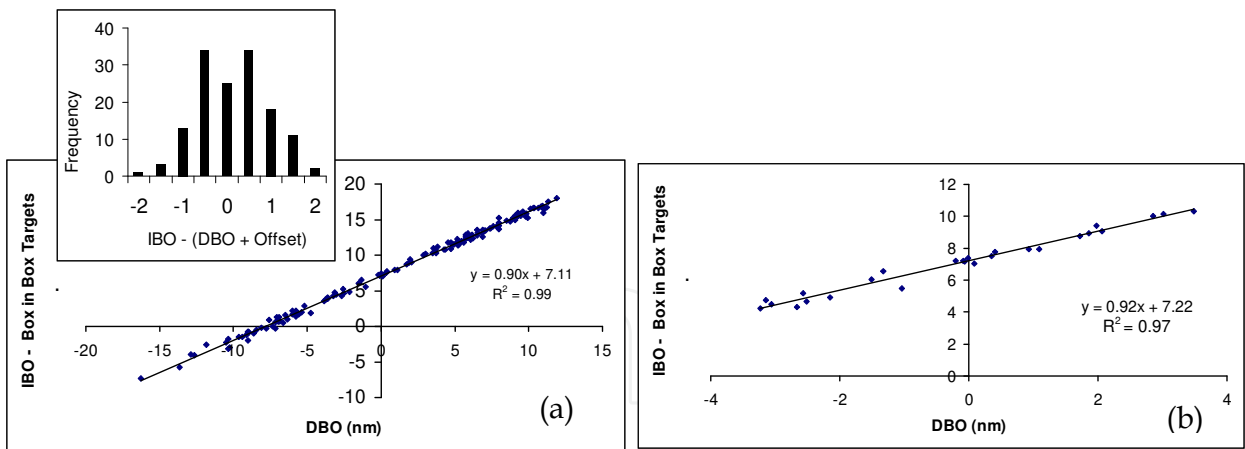 40
30
20
10
0
Frequency
-2 -1 0 1 2
IBO - (DBO + Offset)
IBO - Box in Box Targets
20
15
10
5
0
-5
-10
-20 -15 -10 -5 0 5 10 15
y = 0.90x + 7.11
R² = 0.99
DBO (nm)
(a)
IBO - Box in Box Targets
12
10
8
6
4
2
0
-4 -2 0 2 4
y = 0.92x + 7.22
R² = 0.97
DBO (nm)
(b)